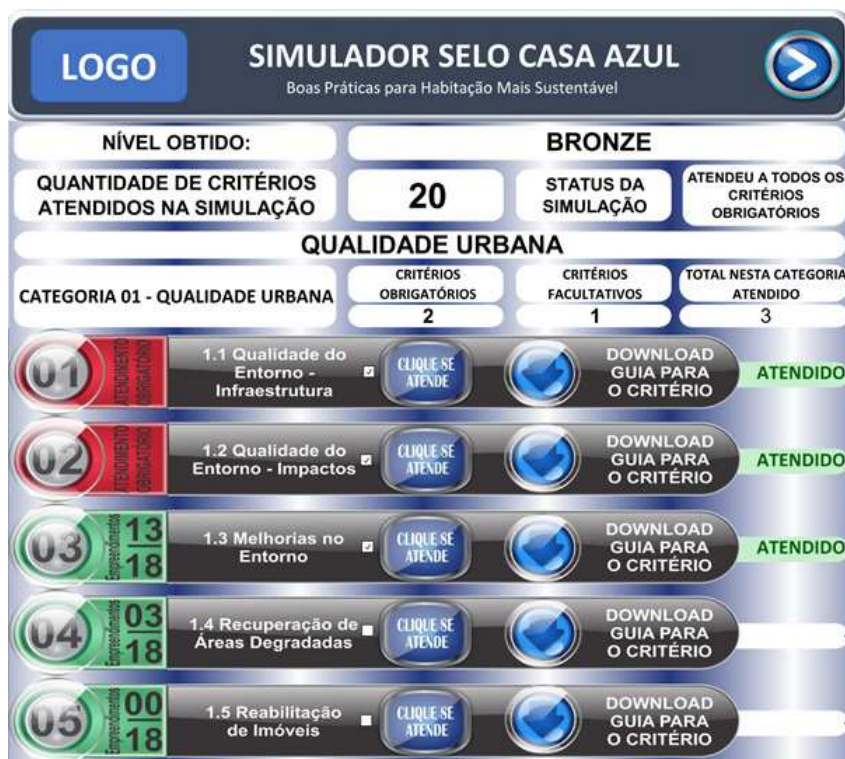 LOGO
SIMULADOR SELO CASA AZUL
Boas Práticas para Habitação Mais Sustentável
NÍVEL OBTIDO:
BRONZE
QUANTIDADE DE CRITÉRIOS
ATENDIDOS NA SIMULAÇÃO
20
STATUS DA
SIMULAÇÃO
ATENDEU A TODOS OS
CRITÉRIOS
OBRIGATÓRIOS
QUALIDADE URBANA
CATEGORIA 01 - QUALIDADE URBANA
CRITÉRIOS
OBRIGATÓRIOS
2
CRITÉRIOS
FACULTATIVOS
1
TOTAL NESTA CATEGORIA
ATENDIDO
3
01
ATENDIMENTO
OBRIGATÓRIO
1.1 Qualidade do
Entorno -
Infraestrutura
CLIQUE SE
ATENDE
DOWNLOAD
GUIA PARA
O CRITÉRIO
ATENDIDO
02
ATENDIMENTO
OBRIGATÓRIO
1.2 Qualidade do
Entorno - Impactos
CLIQUE SE
ATENDE
DOWNLOAD
GUIA PARA
O CRITÉRIO
ATENDIDO
03
Empreendimentos
13
18
1.3 Melhorias no
Entorno
CLIQUE SE
ATENDE
DOWNLOAD
GUIA PARA
O CRITÉRIO
ATENDIDO
04
Empreendimentos
03
18
1.4 Recuperação de
Áreas Degradadas
CLIQUE SE
ATENDE
DOWNLOAD
GUIA PARA
O CRITÉRIO
05
Empreendimentos
00
18
1.5 Reabilitação
de Imóveis
CLIQUE SE
ATENDE
DOWNLOAD
GUIA PARA
O CRITÉRIO